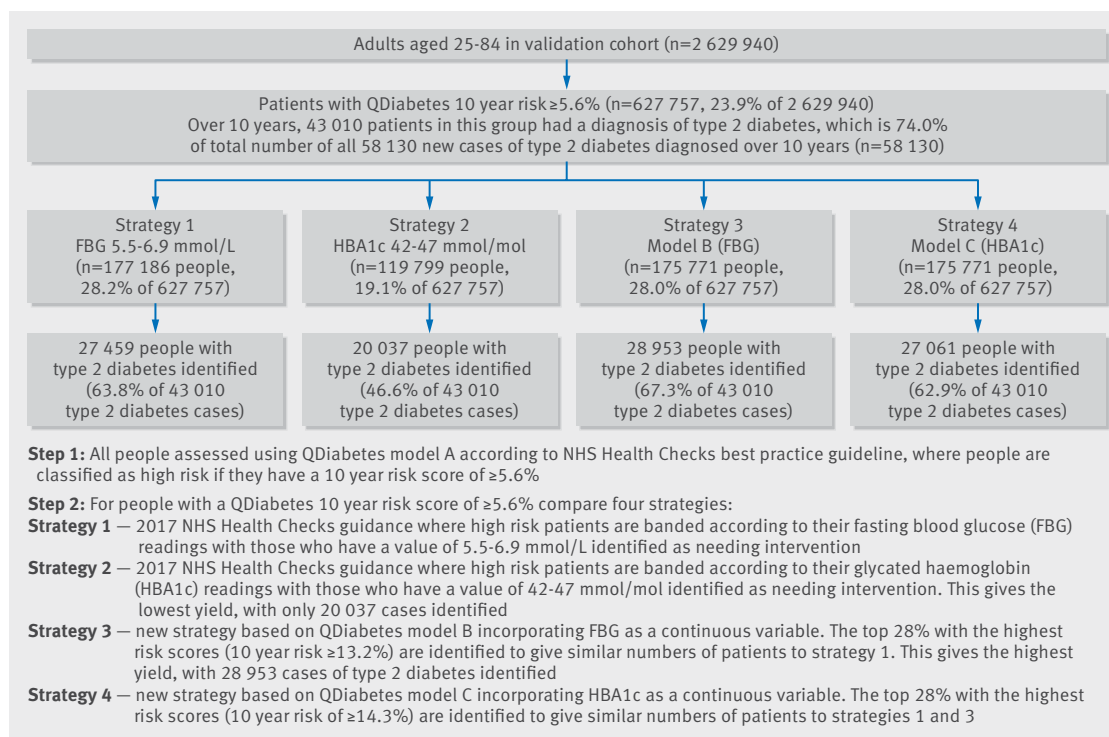 Adults aged 25-84 in validation cohort (n=2 629 940)
Patients with QDiabetes 10 year risk ≥5.6% (n=627 757, 23.9% of 2 629 940)
Over 10 years, 43 010 patients in this group had a diagnosis of type 2 diabetes, which is 74.0%
of total number of all 58 130 new cases of type 2 diabetes diagnosed over 10 years (n=58 130)
Strategy 1
FBG 5.5-6.9 mmol/L
(n=177 186 people,
28.2% of 627 757)
Strategy 2
HBA1c 42-47 mmol/mol
(n=119 799 people,
19.1% of 627 757)
Strategy 3
Model B (FBG)
(n=175 771 people,
28.0% of 627 757)
Strategy 4
Model C (HBA1c)
(n=175 771 people,
28.0% of 627 757)
27 459 people with
type 2 diabetes identified
(63.8% of 43 010
type 2 diabetes cases)
20 037 people with
type 2 diabetes identified
(46.6% of 43 010
type 2 diabetes cases)
28 953 people with
type 2 diabetes identified
(67.3% of 43 010
type 2 diabetes cases)
27 061 people with
type 2 diabetes identified
(62.9% of 43 010
type 2 diabetes cases)
Step 1: All people assessed using QDiabetes model A according to NHS Health Checks best practice guideline, where people are
classified as high risk if they have a 10 year risk score of ≥5.6%
Step 2: For people with a QDiabetes 10 year risk score of ≥5.6% compare four strategies:
Strategy 1 — 2017 NHS Health Checks guidance where high risk patients are banded according to their fasting blood glucose (FBG)
readings with those who have a value of 5.5-6.9 mmol/L identified as needing intervention
Strategy 2 — 2017 NHS Health Checks guidance where high risk patients are banded according to their glycated haemoglobin
(HBA1c) readings with those who have a value of 42-47 mmol/mol identified as needing intervention. This gives the
lowest yield, with only 20 037 cases identified
Strategy 3 — new strategy based on QDiabetes model B incorporating FBG as a continuous variable. The top 28% with the highest
risk scores (10 year risk ≥13.2%) are identified to give similar numbers of patients to strategy 1. This gives the highest
yield, with 28 953 cases of type 2 diabetes identified
Strategy 4 — new strategy based on QDiabetes model C incorporating HBA1c as a continuous variable. The top 28% with the highest
risk scores (10 year risk of ≥14.3%) are identified to give similar numbers of patients to strategies 1 and 3